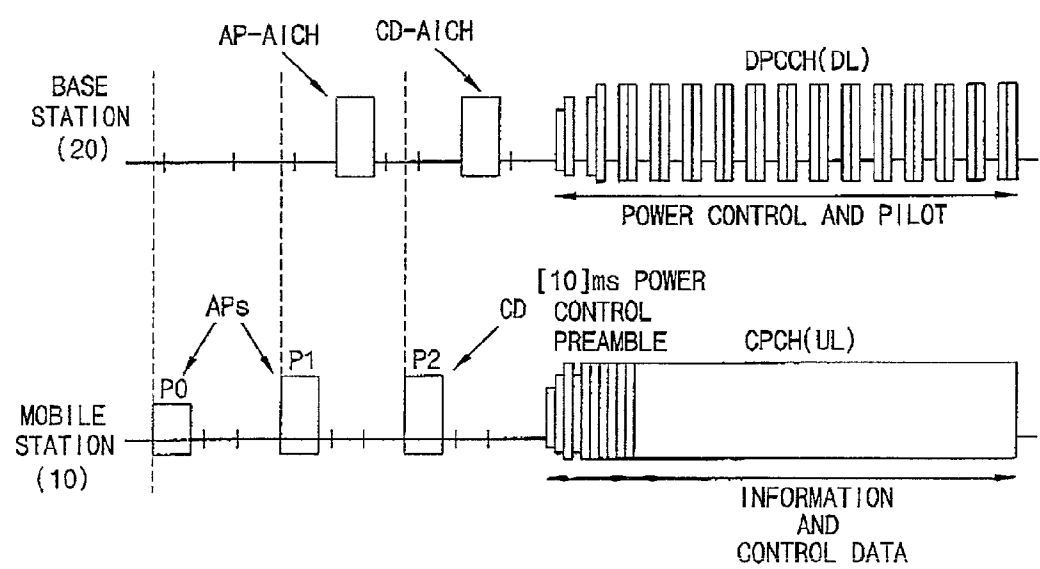 AP-AICH
CD-AICH
DPCCH(DL)
BASE
STATION
(20)
POWER CONTROL AND PILOT
[10]ms POWER
CONTROL
PREAMBLE
APs
CD
CPCH(UL)
P0
P1
P2
MOBILE
STATION
(10)
INFORMATION
AND
CONTROL DATA